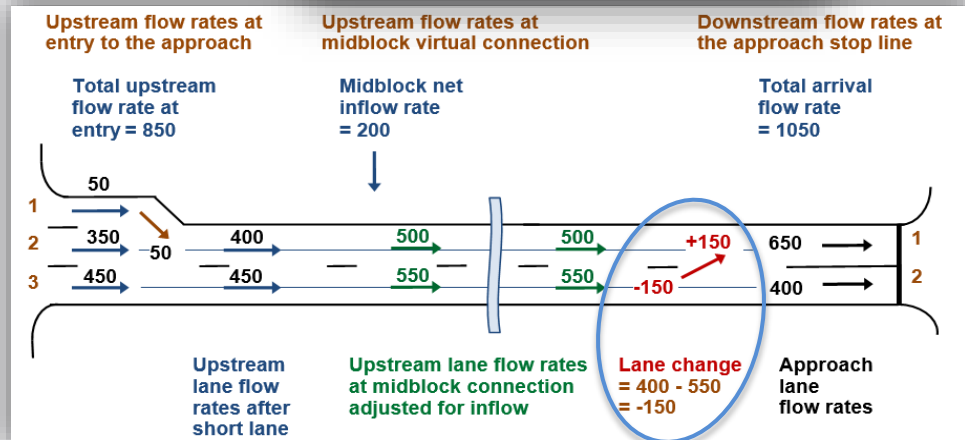 Upstream flow rates at
entry to the approach
Upstream flow rates at
midblock virtual connection
Downstream flow rates at
the approach stop line
Total upstream
flow rate at
entry = 850
Midblock net
inflow rate
= 200
Total arrival
flow rate
= 1050
50
1
2
350
50
400
500
500
+150
650
1
3
450
450
550
550
-150
400
2
Upstream
lane flow
rates after
short lane
Upstream lane flow rates
at midblock connection
adjusted for inflow
Lane change
= 400 - 550
= -150
Approach
lane
flow rates